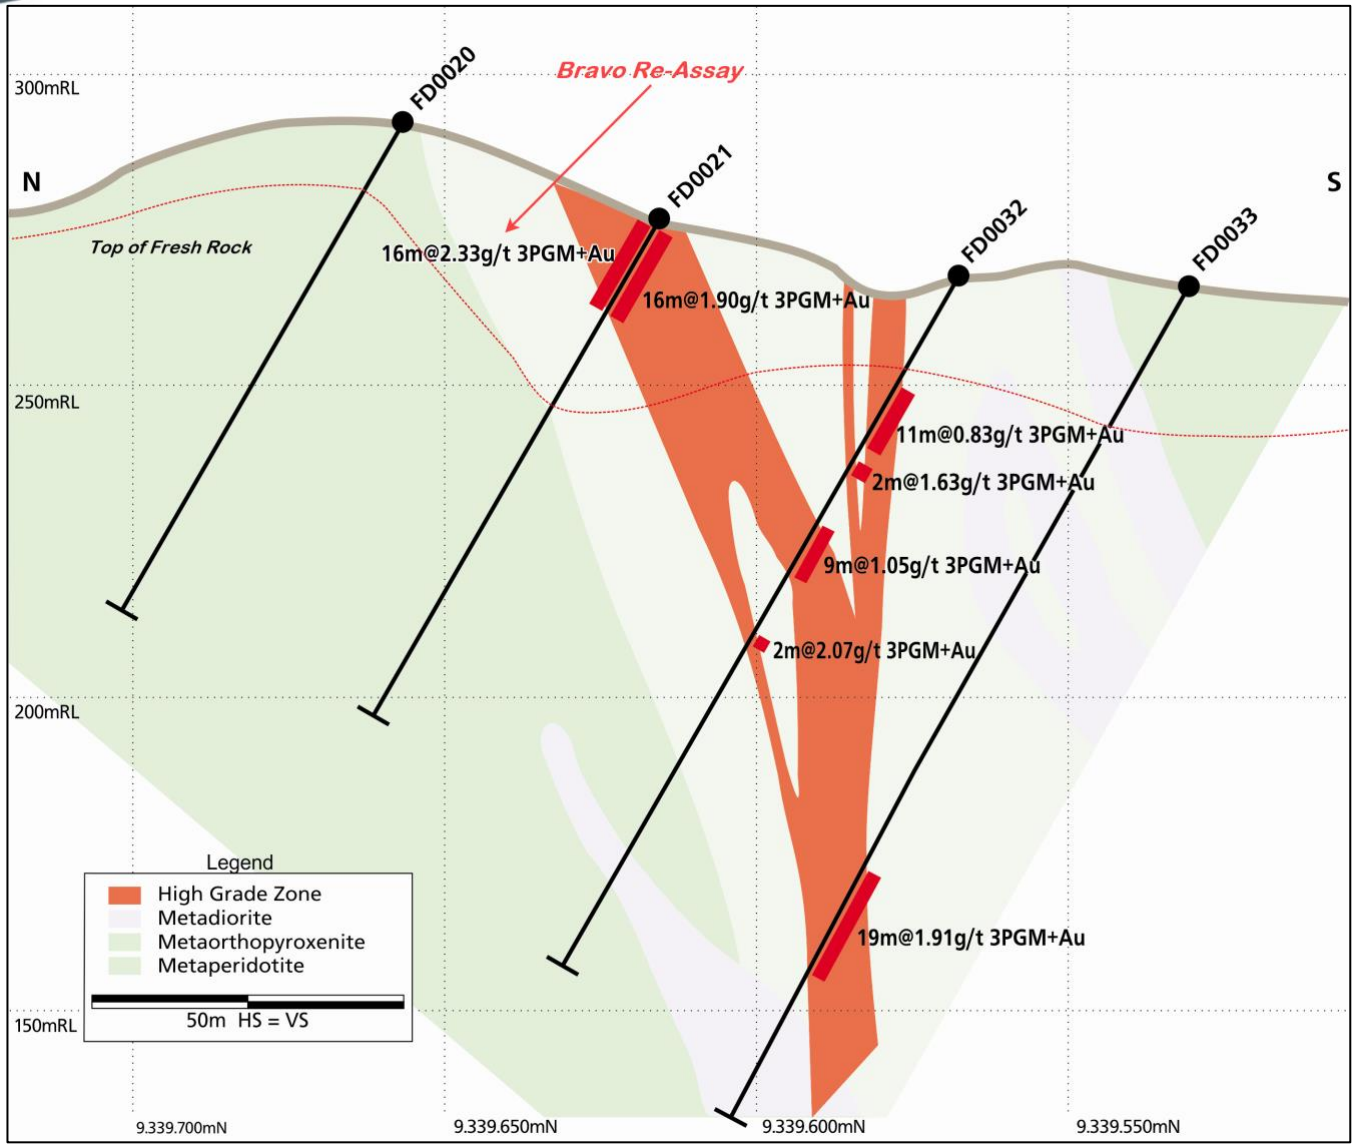 300mRL
FD0020
Bravo Re-Assay
FD0021
N
S
FD0032
FD0033
Top of Fresh Rock
16m@2.33g/t 3PGM+Au
16m@1.90g/t 3PGM+Au
250mRL
11m@0.83g/t 3PGM+Au
2m@1.63g/t 3PGM+Au
9m@1.05g/t 3PGM+Au
2m@2.07g/t 3PGM+Au
200mRL
19m@1.91g/t 3PGM+Au
Legend
High Grade Zone
Metadiorite
Metaorthopyroxenite
Metaperidotite
50m HS = VS
150mRL
9.339.700mN
9.339.650mN
9.339.600mN
9.339.550mN